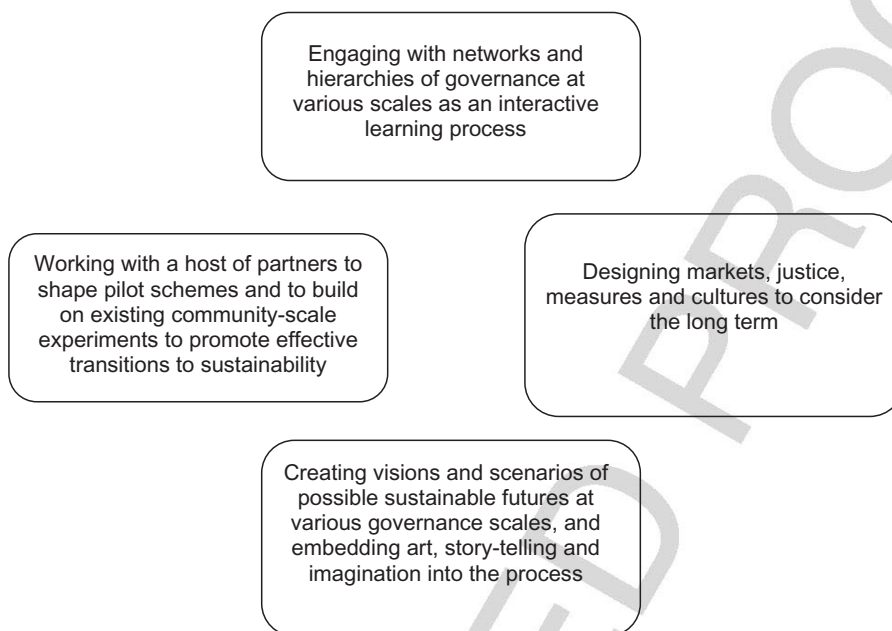 Engaging with networks and
hierarchies of governance at
various scales as an interactive
learning process
Working with a host of partners to
shape pilot schemes and to build
on existing community-scale
experiments to promote effective
transitions to sustainability
Designing markets, justice,
measures and cultures to consider
the long term
Creating visions and scenarios of
possible sustainable futures at
various governance scales, and
embedding art, story-telling and
imagination into the process